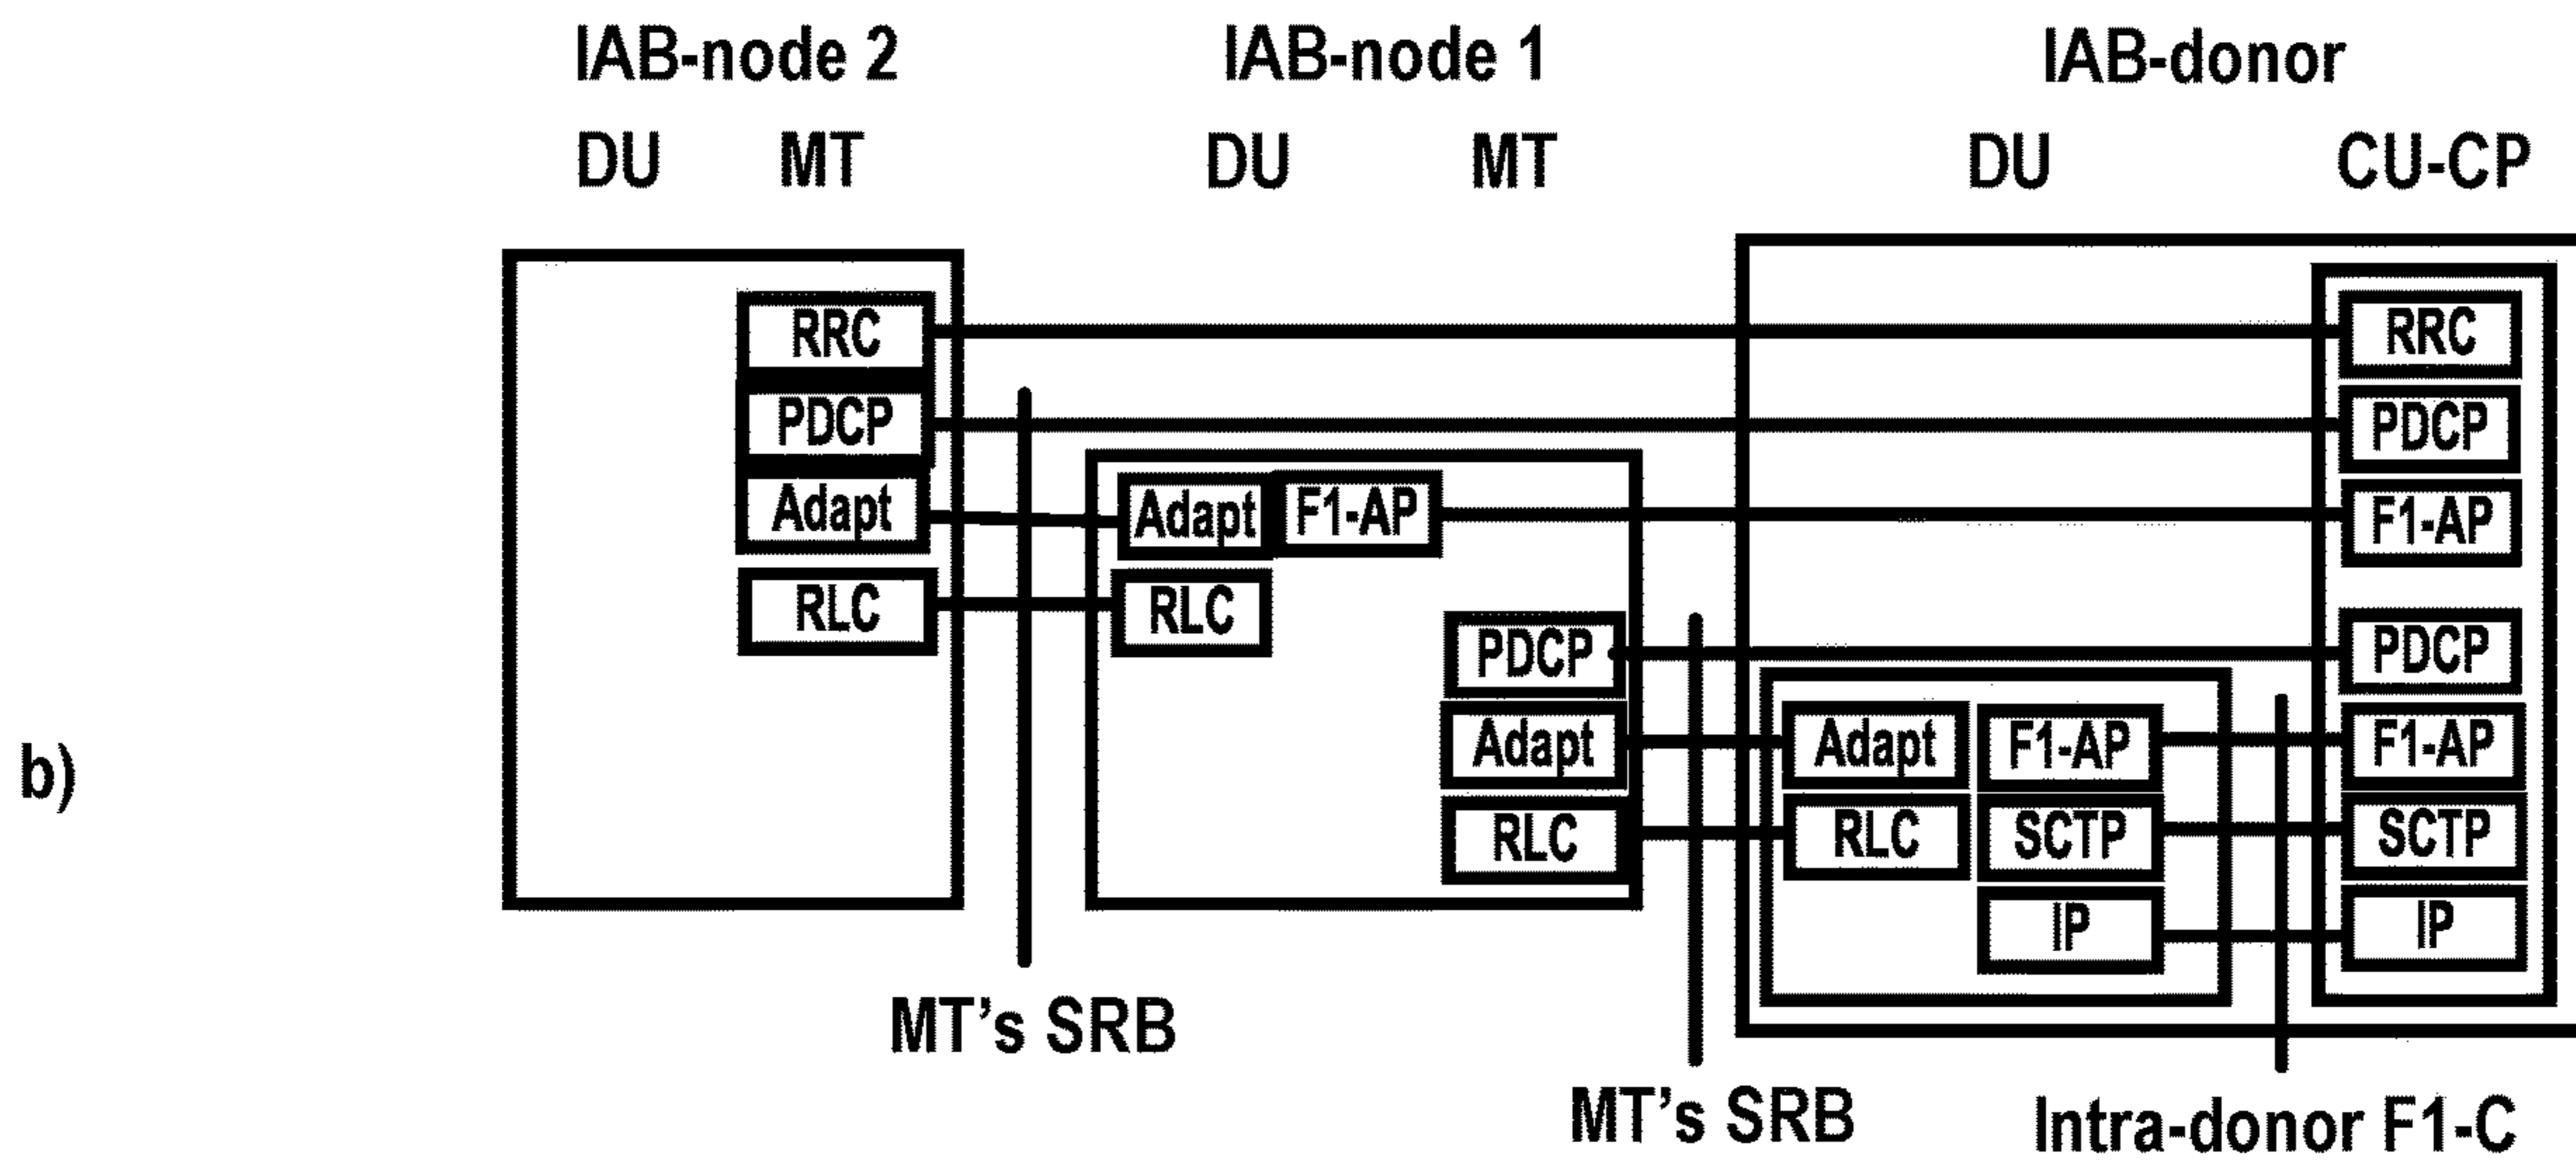 IAB-node 2 IAB-node 1 IAB-donor
DU MT DU MT DU CU-CP
RRC RRC
PDCP PDCP
Adapt Adapt F1-AP F1-AP
RLC RLC
PDCP PDCP
b) Adapt Adapt F1-AP F1-AP
RLC RLC SCTP SCTP
IP IP
MT's SRB
MT's SRB Intra-donor F1-C